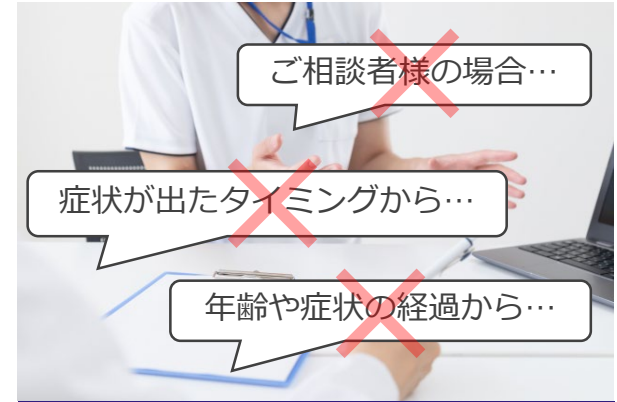 ご相談者様の場合…
症状が出たタイミングから…
年齢や症状の経過から…